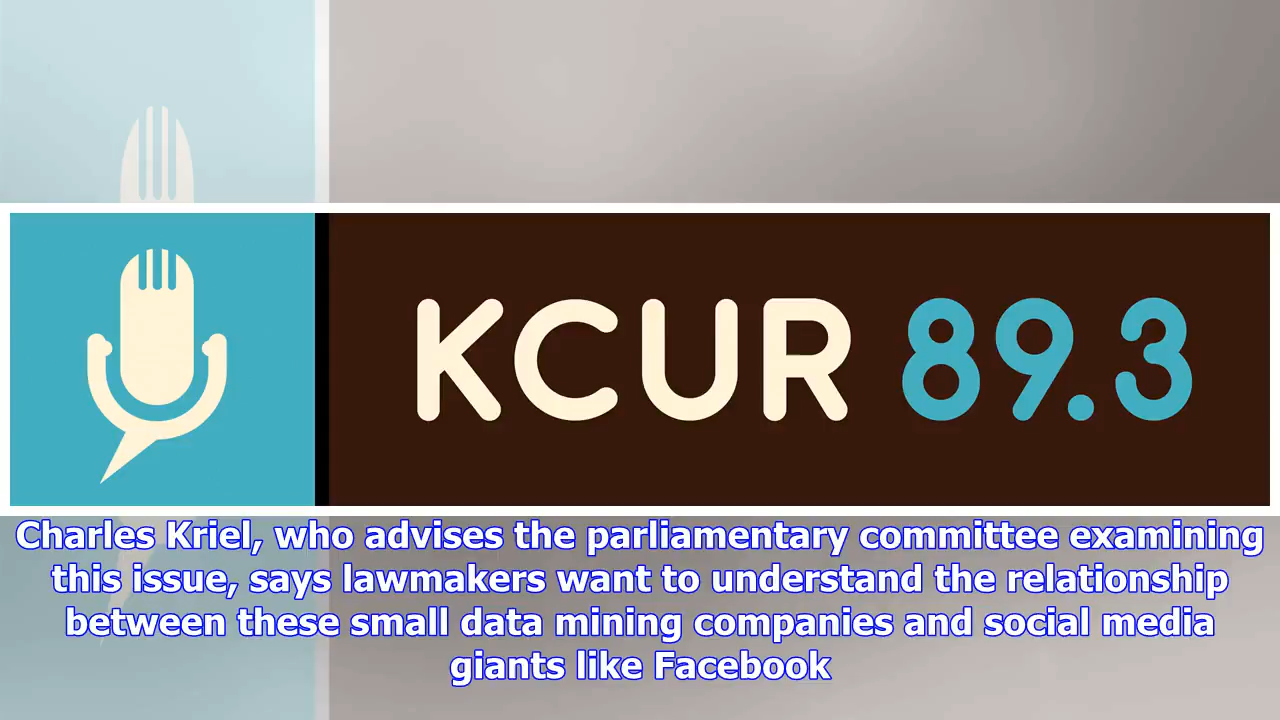 KCUR 89.3
Charles Kriel, who advises the parliamentary committee examining
this issue, says lawmakers want to understand the relationship
between these small data mining companies and social media
giants like Facebook